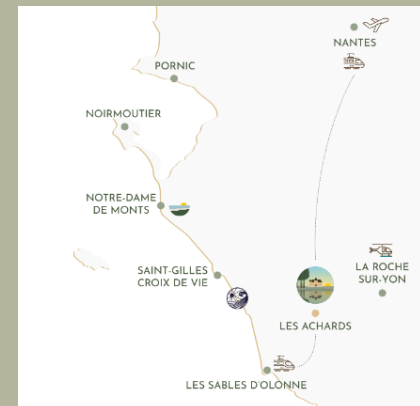 NANTES
PORNIC
NOIRMOUTIER
NOTRE-DAME
DE MONTS
SAINT-GILLES
CROIX DE VIE
LA ROCHE
SUR-YON
LES ACHARDS
LES SABLES D'OLONNE